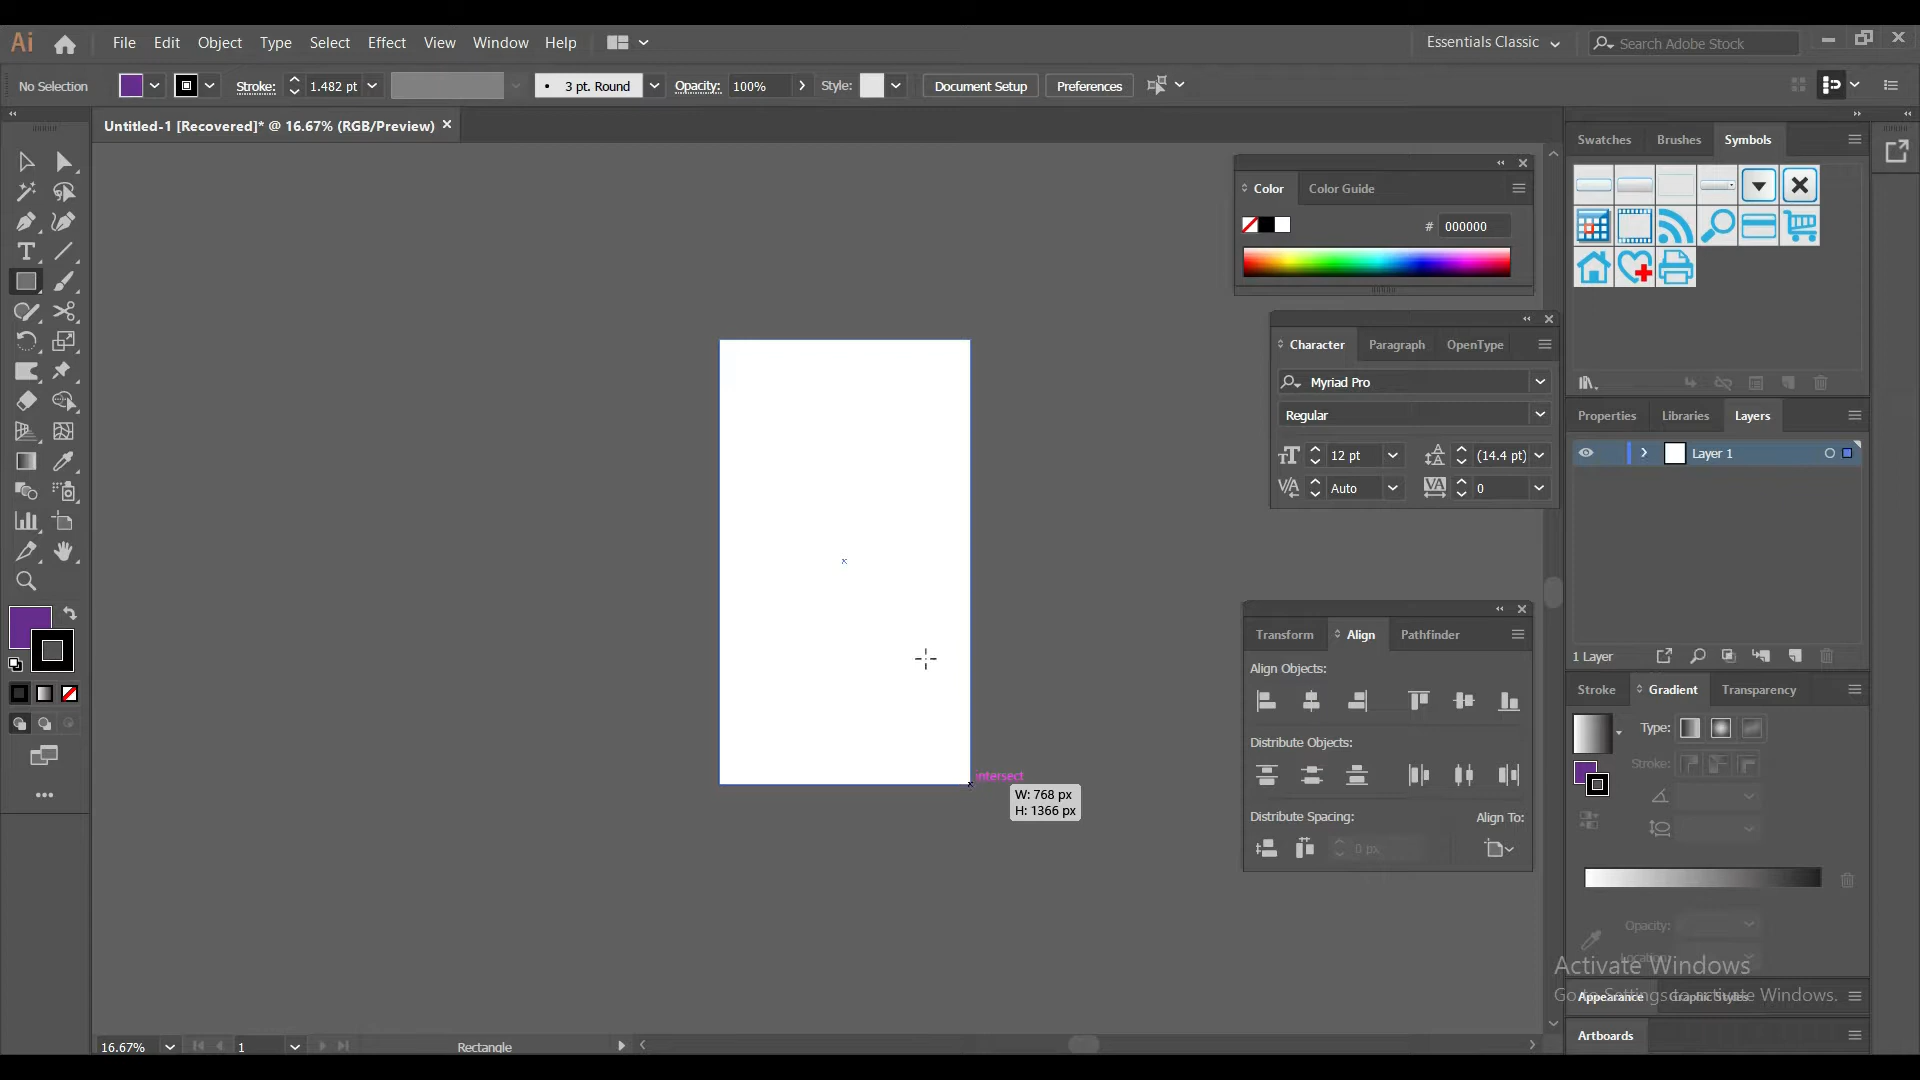 Ai File Edit Object Type Select Effect View Window Help Essentials Classic Search Adobe Stock
No Selection Stroke: 1.482 pt 3 pt. Round Opacity: 100% Style: Document Setup Preferences
Untitled-1 [Recovered]* @ 16.67% (RGB/Preview)
Swatches Brushes Symbols
Color Color Guide
# 000000
Character Paragraph OpenType
Myriad Pro
Regular
12 pt (14.4 pt)
Auto 0
Properties Libraries Layers
Layer 1
1 Layer
Transform Align Pathfinder
Align Objects:
Distribute Objects:
Distribute Spacing: Align To:
0 px
Stroke Gradient Transparency
Type:
Stroke:
Opacity:
Location:
intersect
W: 768 px
H: 1366 px
Activate Windows
Go to Settings to activate Windows.
Appearance Graphic Styles
Artboards
16.67% 1 Rectangle